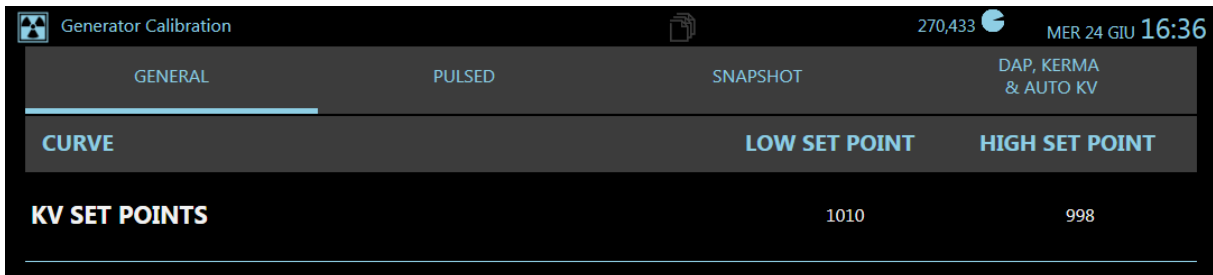 Generator Calibration
270,433
MER 24 GIU 16:36
GENERAL
PULSED
SNAPSHOT
DAP, KERMA
& AUTO KV
CURVE
LOW SET POINT
HIGH SET POINT
KV SET POINTS
1010
998